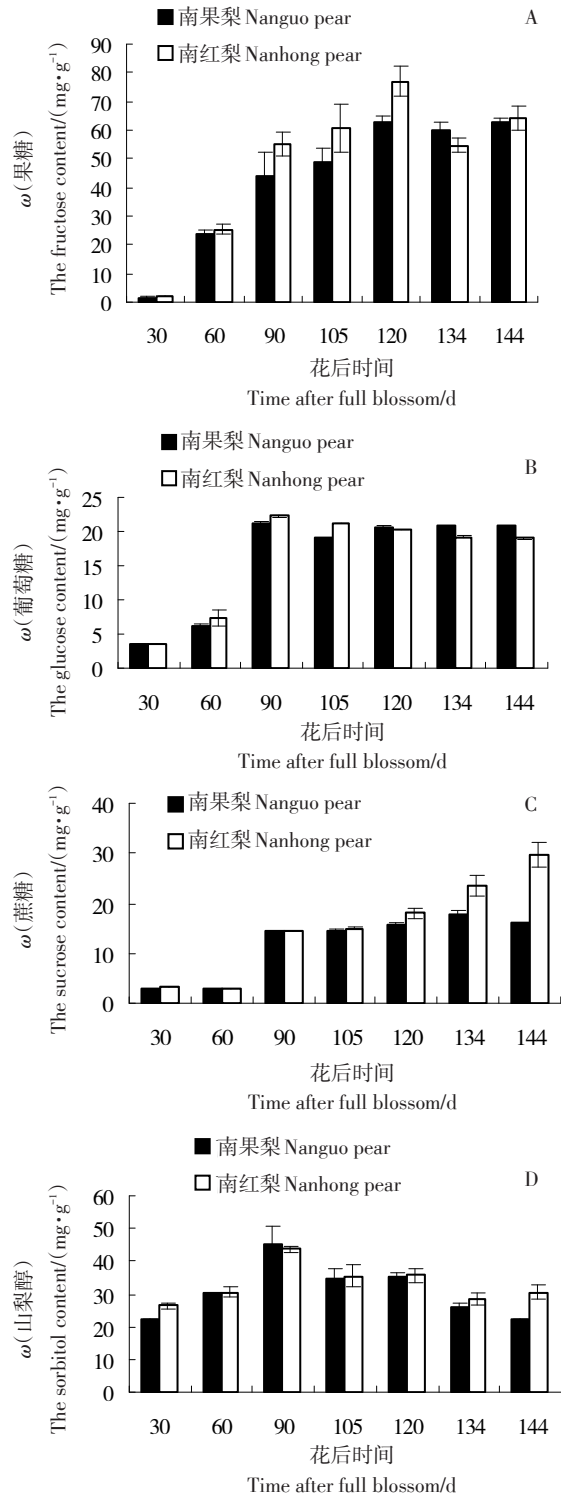 南果梨 Nanguo pear
A
南红梨 Nanhong pear
ω(果糖)
The fructose content/(mg·g⁻¹)
90
80
70
60
50
40
30
20
10
0
30 60 90 105 120 134 144
花后时间
Time after full blossom/d
南果梨 Nanguo pear
B
南红梨 Nanhong pear
ω(葡萄糖)
The glucose content/(mg·g⁻¹)
25
20
15
10
5
0
30 60 90 105 120 134 144
花后时间
Time after full blossom/d
南果梨 Nanguo pear
C
南红梨 Nanhong pear
ω(蔗糖)
The sucrose content/(mg·g⁻¹)
40
30
20
10
0
30 60 90 105 120 134 144
花后时间
Time after full blossom/d
南果梨 Nanguo pear
南红梨 Nanhong pear
D
ω(山梨醇)
The sorbitol content/(mg·g⁻¹)
60
50
40
30
20
10
0
30 60 90 105 120 134 144
花后时间
Time after full blossom/d